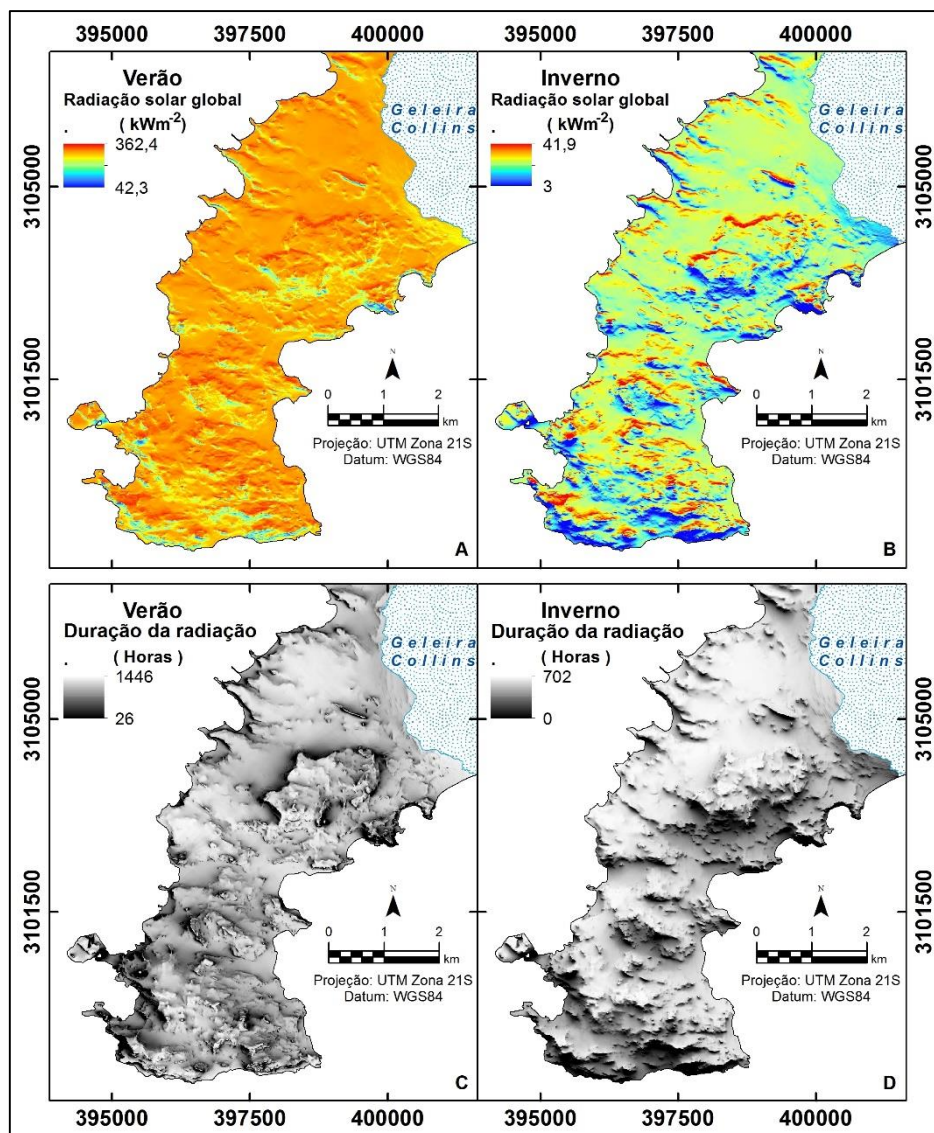 395000 397500 400000 395000 397500 400000
Verão
Radiação solar global
( kWm-2)
362,4
42,3
Geleira
Collins
3105000
3101500
N
0 1 2
km
Projeção: UTM Zona 21S
Datum: WGS84
A
Inverno
Radiação solar global
( kWm-2)
41,9
3
Geleira
Collins
3105000
3101500
N
0 1 2
km
Projeção: UTM Zona 21S
Datum: WGS84
B
Verão
Duração da radiação
( Horas )
1446
26
Geleira
Collins
3105000
3101500
N
0 1 2
km
Projeção: UTM Zona 21S
Datum: WGS84
C
Inverno
Duração da radiação
( Horas )
702
0
Geleira
Collins
3105000
3101500
N
0 1 2
km
Projeção: UTM Zona 21S
Datum: WGS84
D
395000 397500 400000 395000 397500 400000